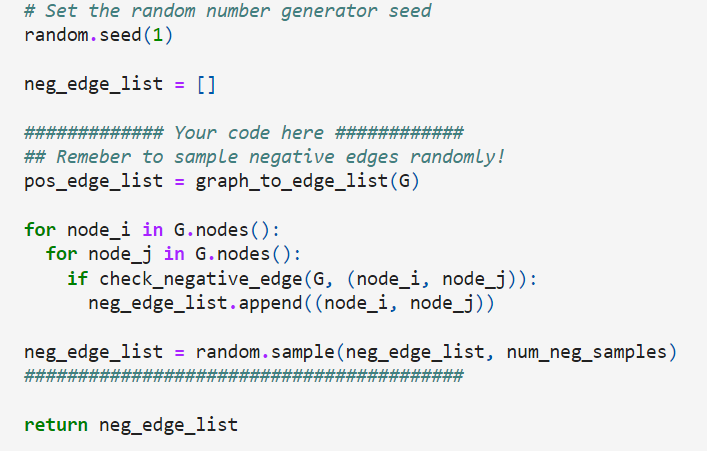 # Set the random number generator seed
random.seed(1)
neg_edge_list = []
############# Your code here ############
## Remeber to sample negative edges randomly!
pos_edge_list = graph_to_edge_list(G)
for node_i in G.nodes():
  for node_j in G.nodes():
    if check_negative_edge(G, (node_i, node_j)):
      neg_edge_list.append((node_i, node_j))
neg_edge_list = random.sample(neg_edge_list, num_neg_samples)
#########################################
return neg_edge_list